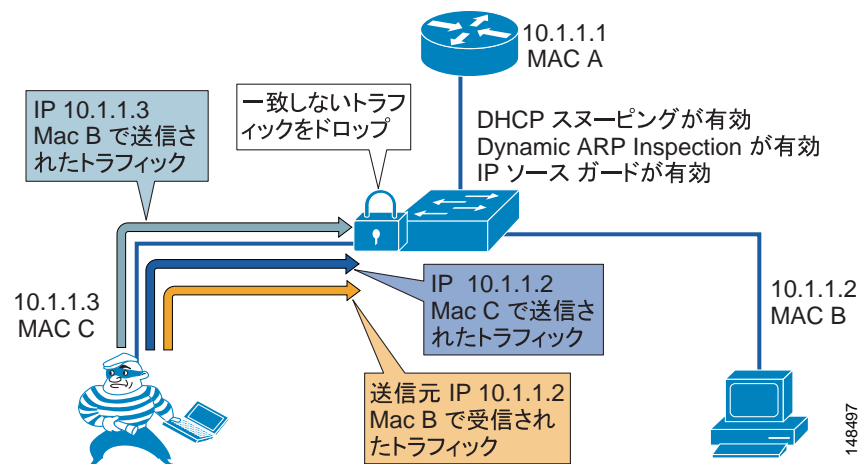 10.1.1.1
MAC A
IP 10.1.1.3
Mac B で送信さ
れたトラフィック
一致しないトラフ
ィックをドロップ
DHCP スヌーピングが有効
Dynamic ARP Inspection が有効
IP ソース ガードが有効
10.1.1.3
MAC C
IP 10.1.1.2
Mac C で送信さ
れたトラフィック
10.1.1.2
MAC B
送信元 IP 10.1.1.2
Mac B で受信され
たトラフィック
148497